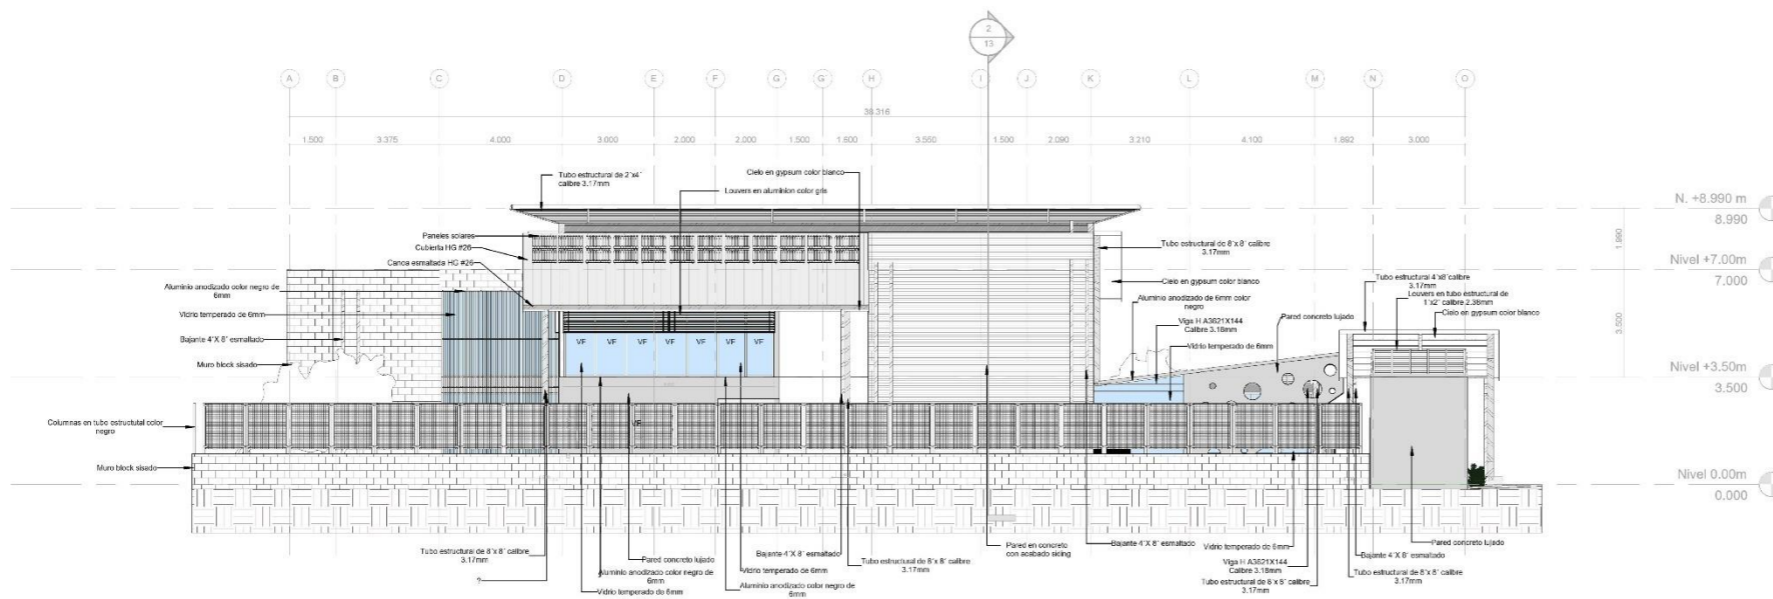 2
13
A B C D E F G G' H I J K L M N O
38.316
1.500 3.375 4.000 3.000 2.000 2.000 1.500 1.600 3.550 1.500 2.090 3.210 4.100 1.892 3.000
Tubo estructural de 2"x4"
calibre 3.17mm
Cielo en gypsum color blanco
Louvers en aluminion color gris
N. +8.990 m
8.990
1.990
Paneles solares
Cubierta HG #26
Canoa esmaltada HG #26
Tubo estructural de 8"x 8" calibre
3.17mm
Nivel +7.00m
7.000
Cielo en gypsum color blanco
Tubo estructural 4"x8"calibre
3.17mm
Louvers en tubo estructural de
1"x2" calibre 2.38mm
Cielo en gypsum color blanco
Aluminio anodizado color negro de
6mm
Vidrio temperado de 6mm
Bajante 4"X 8" esmaltado
Muro block sisado
Aluminio anodizado de 6mm color
negro
Viga H A3621X144
Calibre 3.18mm
Pared concreto lujado
Vidrio temperado de 6mm
3.500
VF VF VF VF VF VF VF
Nivel +3.50m
3.500
Columnas en tubo estructutal color
negro
VF
Muro block sisado
Nivel 0.00m
0.000
Tubo estructural de 8"x 8" calibre
3.17mm
?
Pared concreto lujado
Aluminio anodizado color negro de
6mm
Vidrio temperado de 6mm
Bajante 4"X 8" esmaltado
Vidrio temperado de 6mm
Aluminio anodizado color negro de
6mm
Tubo estructural de 8"x 8" calibre
3.17mm
Pared en concreto
con acabado sicing
Bajante 4"X 8" esmaltado
Vidrio temperado de 6mm
Viga H A3621X144
Calibre 3.18mm
Tubo estructural de 8"x 8" calibre
3.17mm
Pared concreto lujado
Bajante 4"X 8" esmaltado
Tubo estructural de 8"x 8" calibre
3.17mm